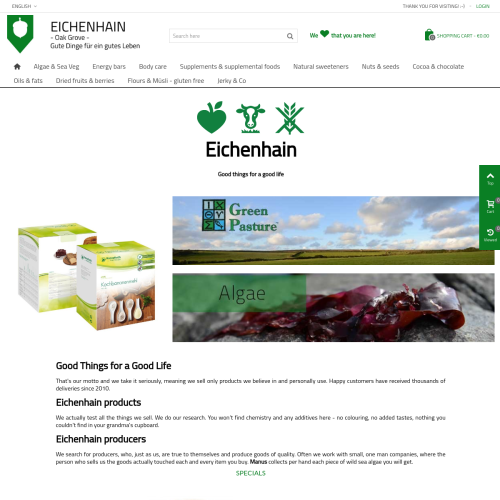 ENGLISH
THANK YOU FOR VISITING! :-)
LOGIN
EICHENHAIN
- Oak Grove -
Gute Dinge für ein gutes Leben
Search here
We that you are here!
SHOPPING CART - €0.00
Algae & Sea Veg
Energy bars
Body care
Supplements & supplemental foods
Natural sweeteners
Nuts & seeds
Cocoa & chocolate
Oils & fats
Dried fruits & berries
Flours & Müsli - gluten free
Jerky & Co
Eichenhain
Good things for a good life
Top
Cart
Viewed
Green
Pasture
Algae
Good Things for a Good Life
That's our motto and we take it seriously, meaning we sell only products we believe in and personally use. Happy customers have received thousands of
deliveries since 2010.
Eichenhain products
We actually test all the things we sell. We do our research. You won't find chemistry and any additives here - no colouring, no added tastes, nothing you
couldn't find in your grandma's cupboard.
Eichenhain producers
We search for producers, who, just as us, are true to themselves and produce goods of quality. Often we work with small, one man companies, where the
person who sells us the goods actually touched each and every item you buy. Manus collects per hand each piece of wild sea algae you will get.
SPECIALS